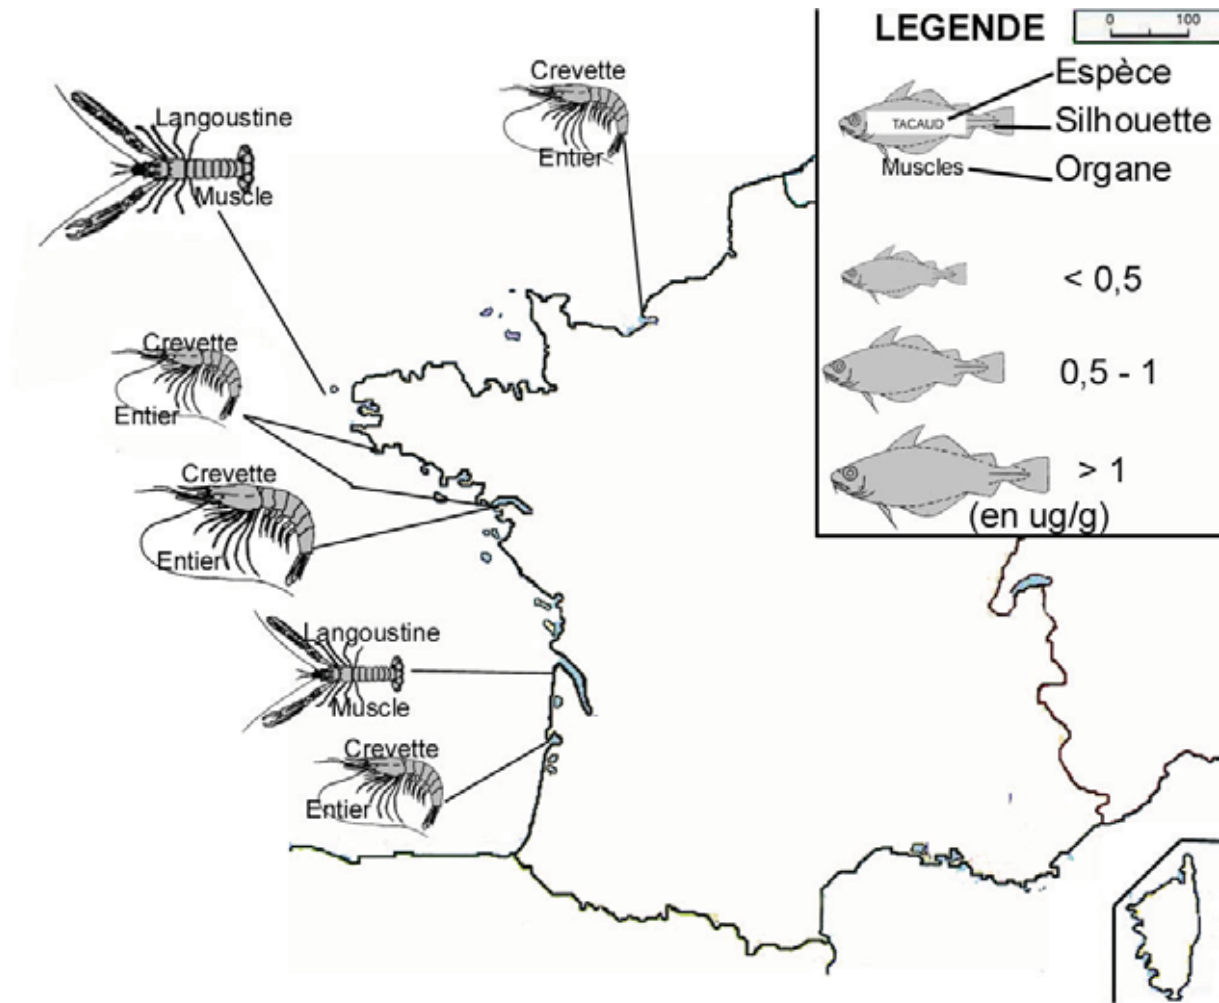 LEGENDE
0 100
Espèce
TACAUD
Silhouette
Muscles
Organe
< 0,5
0,5 - 1
> 1
(en ug/g)
Crevette
Entier
Langoustine
Muscle
Crevette
Entier
Crevette
Entier
Langoustine
Muscle
Crevette
Entier